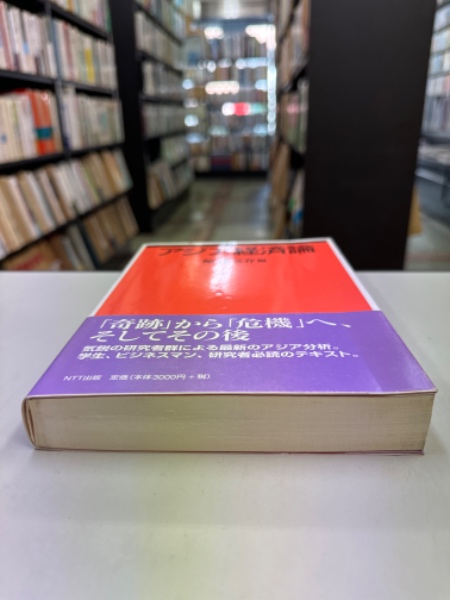 アジア経済論
「奇跡」から「危機」へ、
そしてその後
気鋭の研究者群による最新のアジア分析。
学生、ビジネスマン、研究者必読のテキスト。
NTT出版 定価(本体3000円+税)